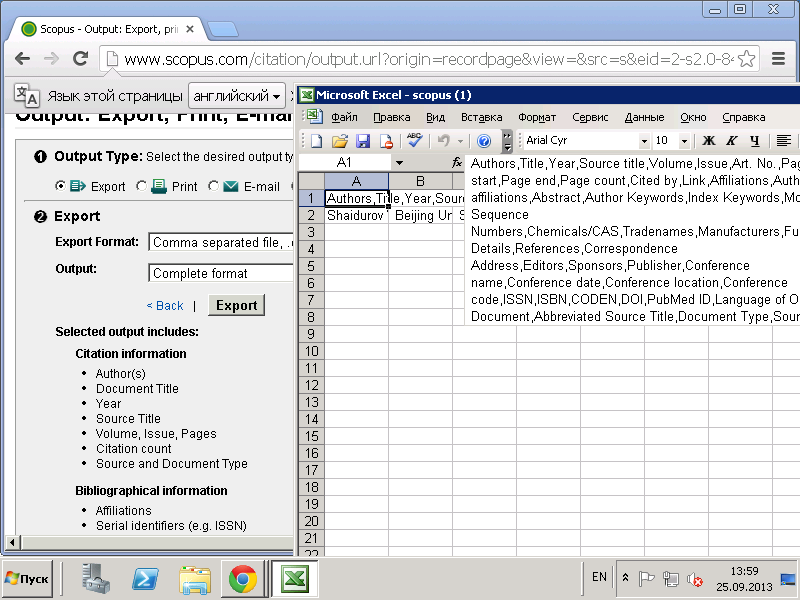 Scopus - Output: Export, pri
www.scopus.com/citation/output.url?origin=recordpage&view=&src=s&eid=2-s2.0-84
Язык этой страницы английский
Output: Export, Print, E-mai
1 Output Type: Select the desired output ty
Export Print E-mail
2 Export
Export Format: Comma separated file, .c
Output: Complete format
< Back | Export
Selected output includes:
Citation information
• Author(s)
• Document Title
• Year
• Source Title
• Volume, Issue, Pages
• Citation count
• Source and Document Type
Bibliographical information
• Affiliations
• Serial identifiers (e.g. ISSN)
Microsoft Excel - scopus (1)
Файл Правка Вид Вставка Формат Сервис Данные Окно Справка
Arial Cyr 10 Ж К Ч
A1 fx
Authors,Title,Year,Source title,Volume,Issue,Art. No.,Pag
start,Page end,Page count,Cited by,Link,Affiliations,Auth
affiliations,Abstract,Author Keywords,Index Keywords,Mo
Sequence
Numbers,Chemicals/CAS,Tradenames,Manufacturers,Fu
Details,References,Correspondence
Address,Editors,Sponsors,Publisher,Conference
name,Conference date,Conference location,Conference
code,ISSN,ISBN,CODEN,DOI,PubMed ID,Language of O
Document,Abbreviated Source Title,Document Type,Sour
A B
1 Authors,Title,Year,Sour
2 Shaidurov Beijing Un S
3
4
5
6
7
8
9
10
11
12
13
14
15
16
17
18
19
20
21
22
Пуск
EN
13:59
25.09.2013